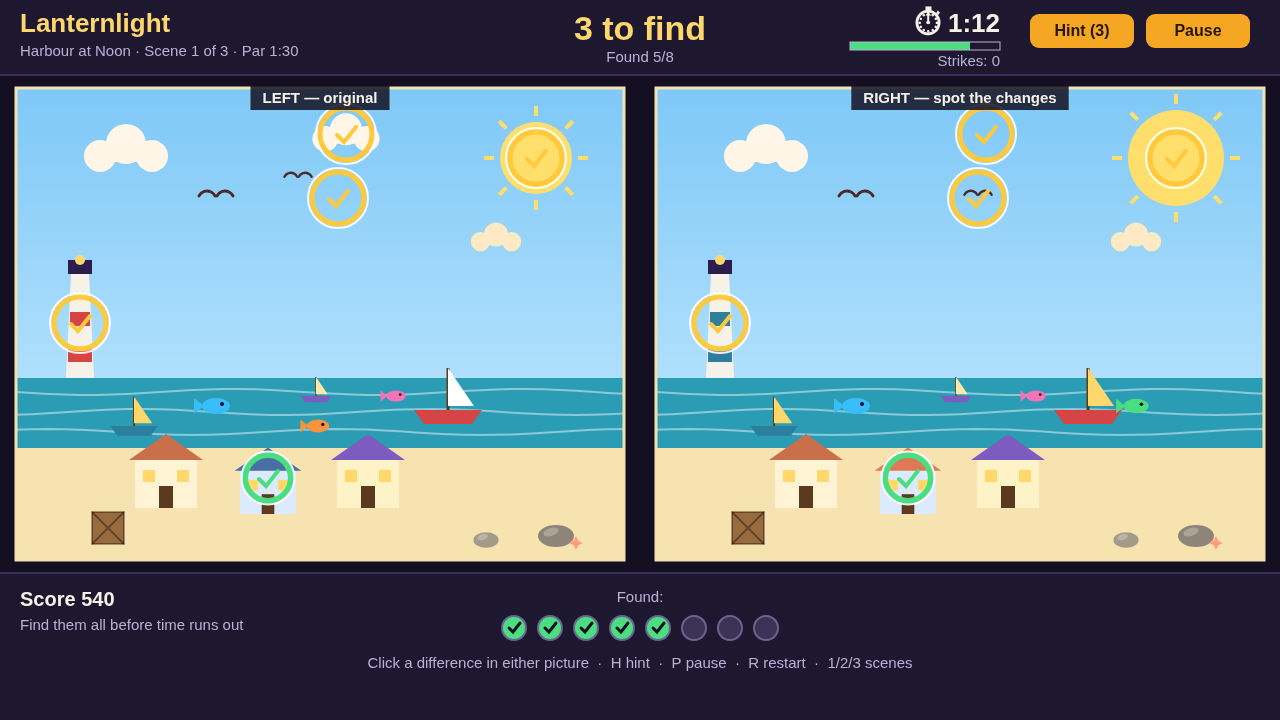 Lanternlight
Harbour at Noon · Scene 1 of 3 · Par 1:30
3 to find
Found 5/8
1:12
Strikes: 0
Hint (3)
Pause
LEFT — original
RIGHT — spot the changes
Score 540
Find them all before time runs out
Found:
Click a difference in either picture · H hint · P pause · R restart · 1/2/3 scenes